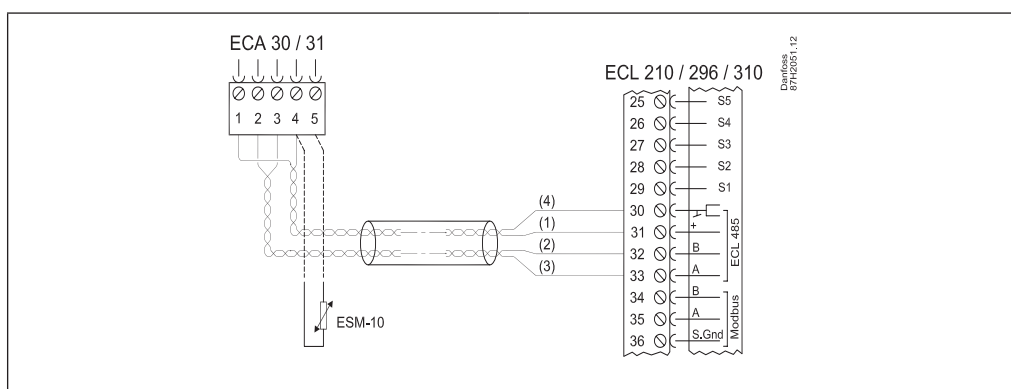 ECA 30 / 31
1 2 3 4 5
ESM-10
(4)
(1)
(2)
(3)
ECL 210 / 296 / 310
25 S5
26 S4
27 S3
28 S2
29 S1
30
31 +
32 B
33 A
34 B
35 A
36 S.Gnd
ECL 485
Modbus
Danfoss
87H2051.12